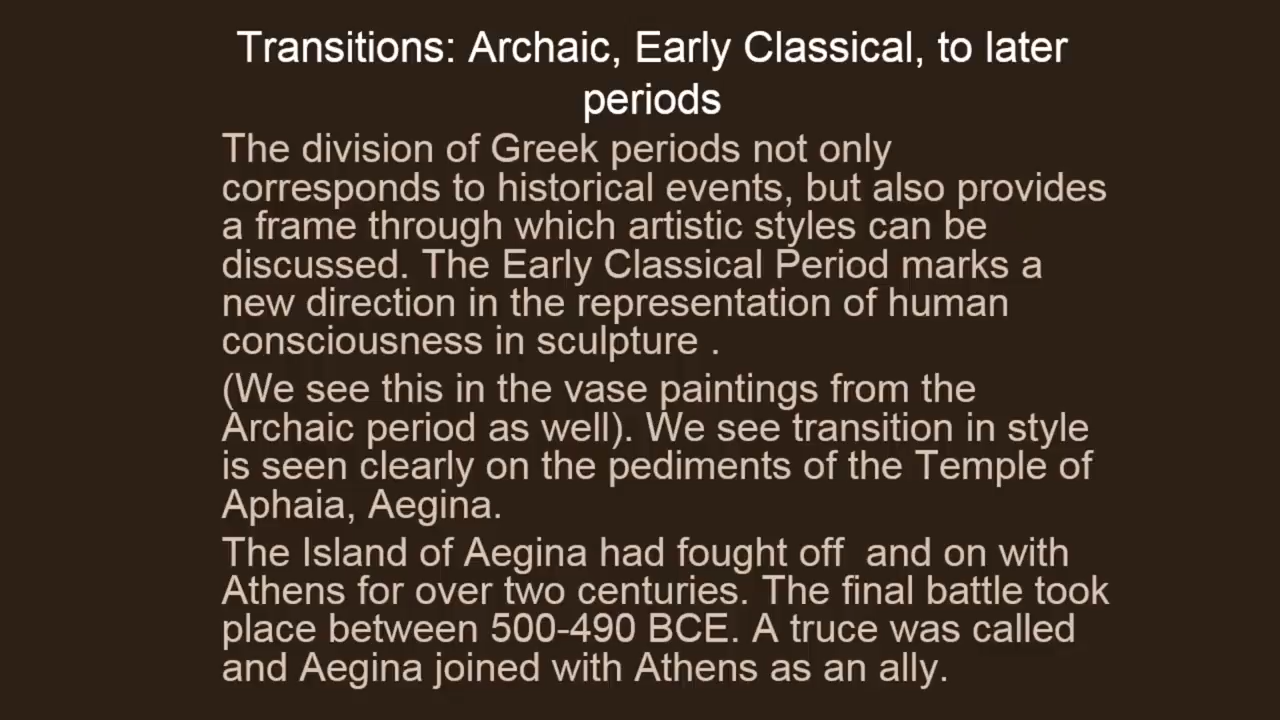 Transitions: Archaic, Early Classical, to later
periods
The division of Greek periods not only
corresponds to historical events, but also provides
a frame through which artistic styles can be
discussed. The Early Classical Period marks a
new direction in the representation of human
consciousness in sculpture .
(We see this in the vase paintings from the
Archaic period as well). We see transition in style
is seen clearly on the pediments of the Temple of
Aphaia, Aegina.
The Island of Aegina had fought off  and on with
Athens for over two centuries. The final battle took
place between 500-490 BCE. A truce was called
and Aegina joined with Athens as an ally.